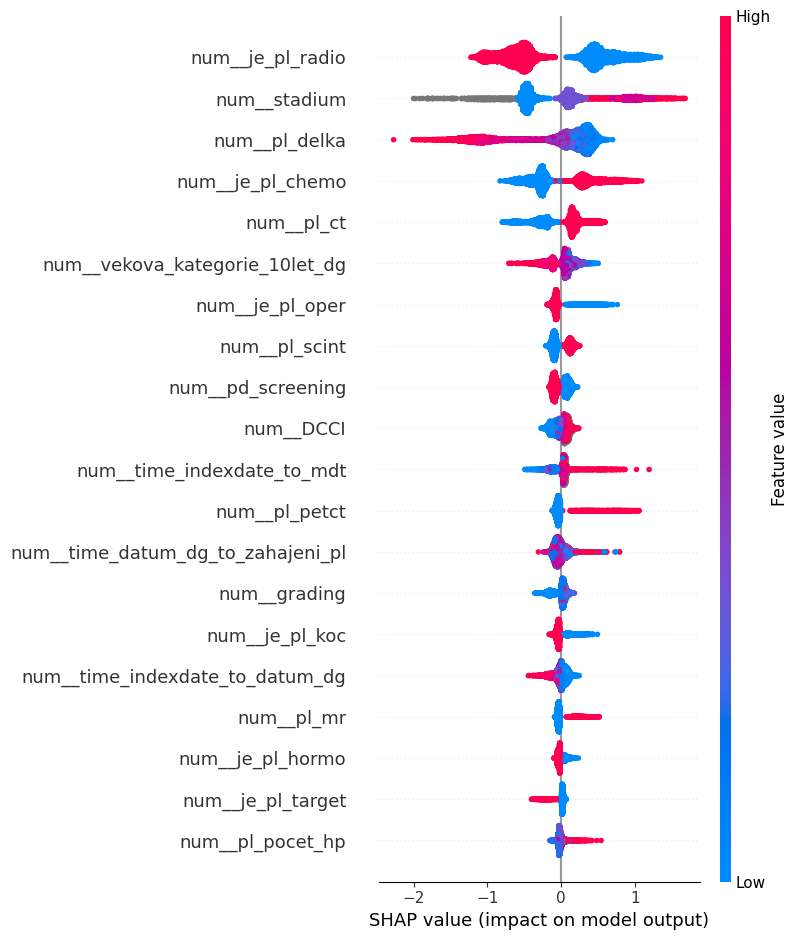 High
num__je_pl_radio
num__stadium
num__pl_delka
num__je_pl_chemo
num__pl_ct
num__vekova_kategorie_10let_dg
num__je_pl_oper
num__pl_scint
num__pd_screening
num__DCCI
num__time_indexdate_to_mdt
num__pl_petct
num__time_datum_dg_to_zahajeni_pl
num__grading
num__je_pl_koc
num__time_indexdate_to_datum_dg
num__pl_mr
num__je_pl_hormo
num__je_pl_target
num__pl_pocet_hp
Feature value
Low
−2 −1 0 1
SHAP value (impact on model output)